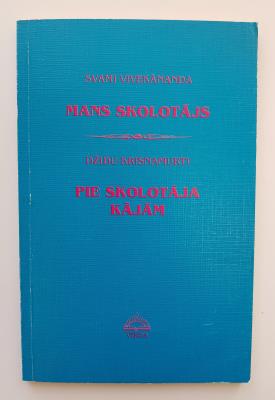 SVAMI VIVEKĀNANDA
MANS SKOLOTĀJS
DŽIDU KRIŠNAMURTI
PIE SKOLOTĀJA
KĀJĀM